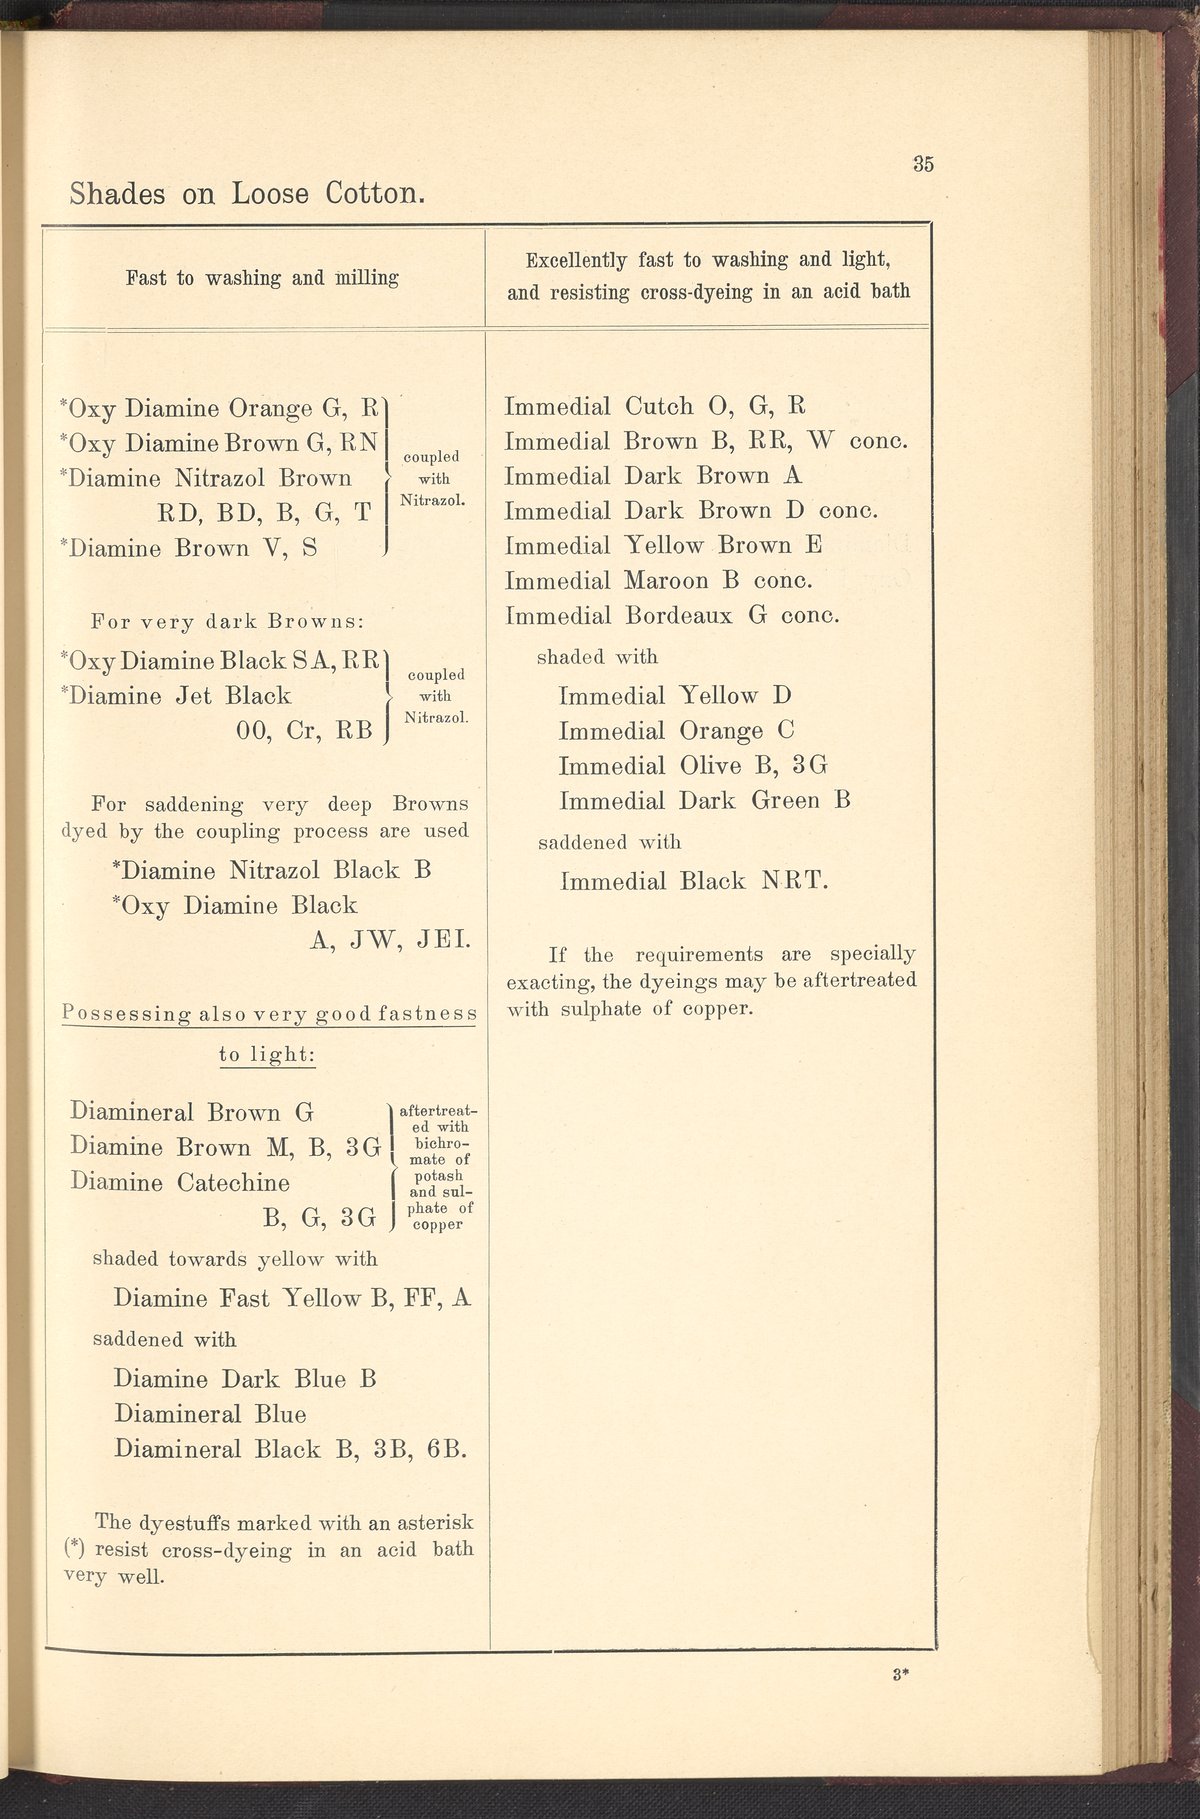 35
Shades on Loose Cotton.
Fast to washing and milling
*Oxy Diamine Orange G, R
*Oxy Diamine Brown G, RN
*Diamine Nitrazol Brown
RD, BD, B, G, T
*Diamine Brown V, S
coupled
with
Nitrazol.
For very dark Browns:
*Oxy Diamine Black SA, RR
*Diamine Jet Black
OO, Cr, RB
coupled
with
Nitrazol.
For saddening very deep Browns
dyed by the coupling process are used
*Diamine Nitrazol Black B
*Oxy Diamine Black
A, JW, JEI.
Possessing also very good fastness
to light:
Diamineral Brown G
Diamine Brown M, B, 3G
Diamine Catechine
B, G, 3G
aftertreat-
ed with
bichro-
mate of
potash
and sul-
phate of
copper
shaded towards yellow with
Diamine Fast Yellow B, FF, A
saddened with
Diamine Dark Blue B
Diamineral Blue
Diamineral Black B, 3B, 6B.
The dyestuffs marked with an asterisk
(*) resist cross-dyeing in an acid bath
very well.
Excellently fast to washing and light,
and resisting cross-dyeing in an acid bath
Immedial Cutch O, G, R
Immedial Brown B, RR, W conc.
Immedial Dark Brown A
Immedial Dark Brown D conc.
Immedial Yellow Brown E
Immedial Maroon B conc.
Immedial Bordeaux G conc.
shaded with
Immedial Yellow D
Immedial Orange C
Immedial Olive B, 3G
Immedial Dark Green B
saddened with
Immedial Black NRT.
If the requirements are specially
exacting, the dyeings may be aftertreated
with sulphate of copper.
3*